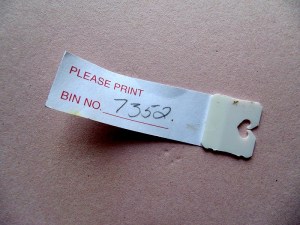 PLEASE PRINT
BIN NO. 7352.